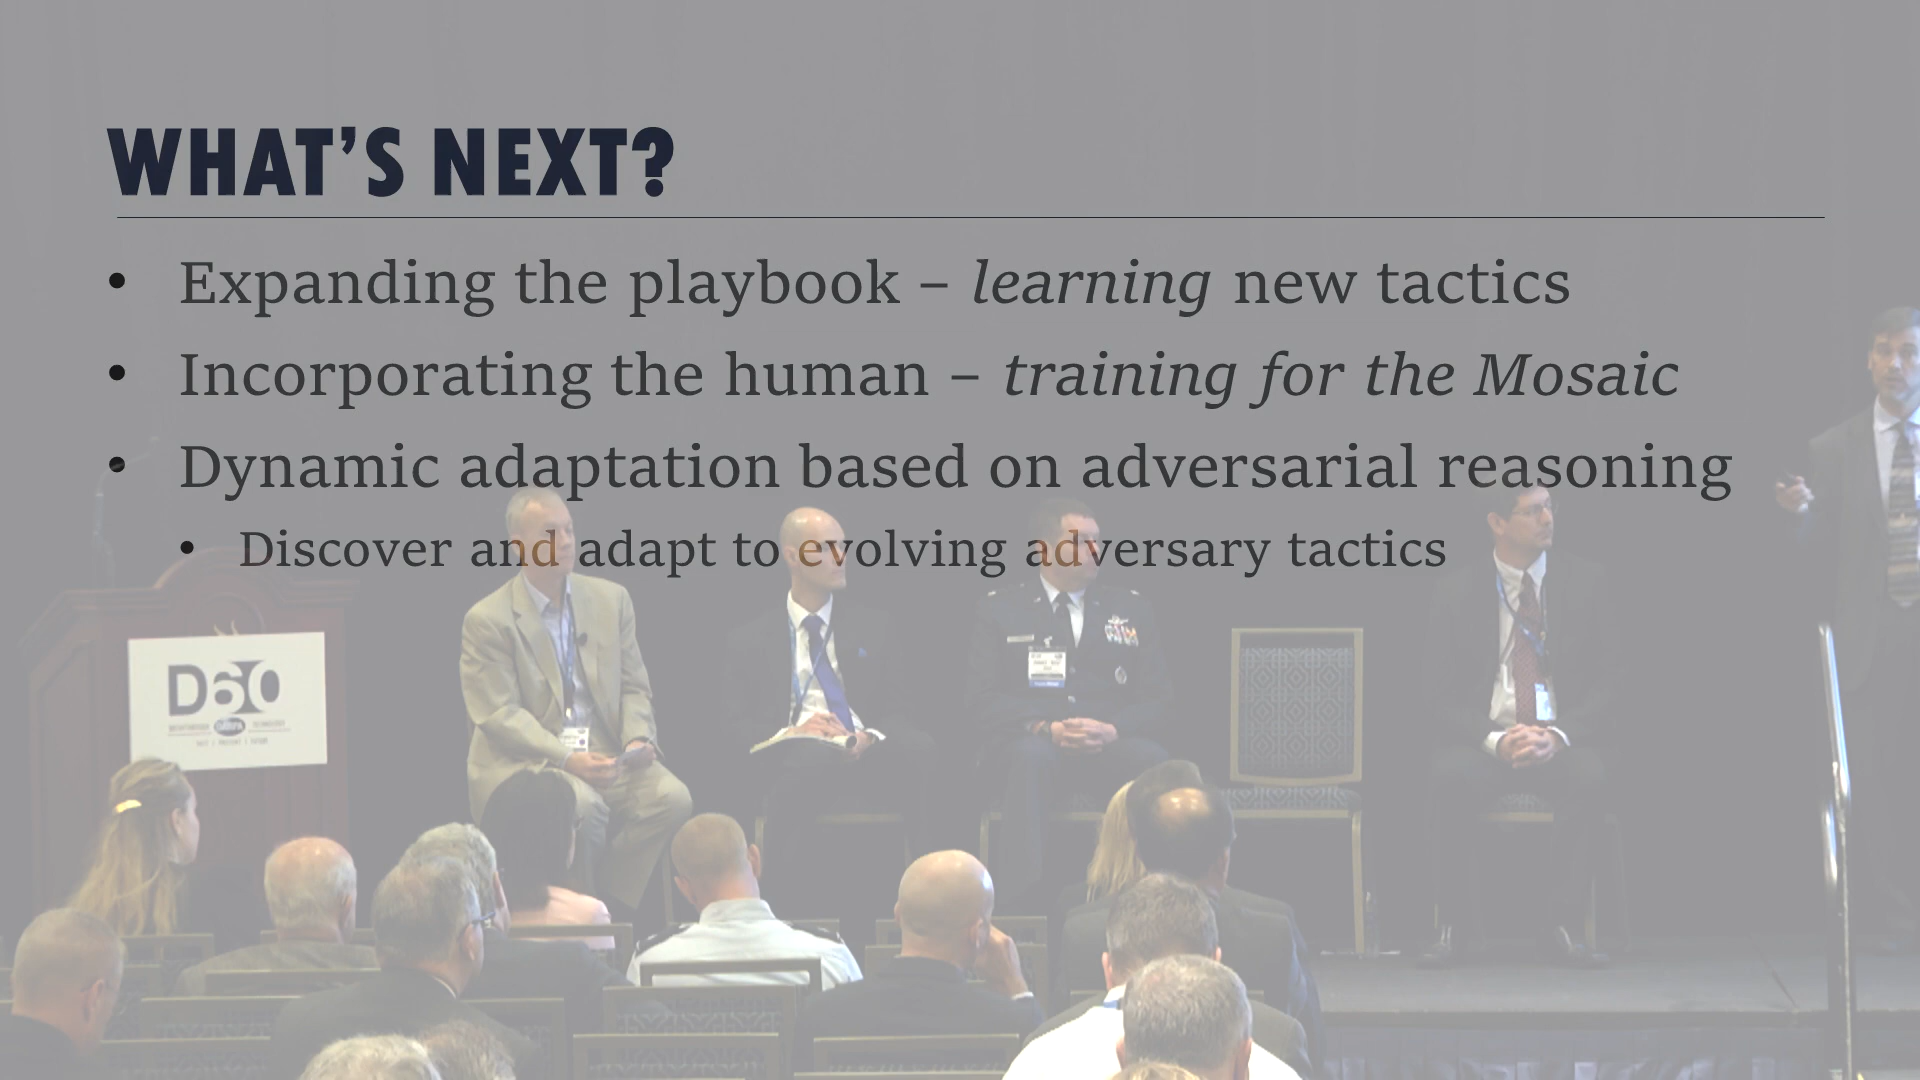 WHAT’S NEXT?
• Expanding the playbook – learning new tactics
• Incorporating the human – training for the Mosaic
• Dynamic adaptation based on adversarial reasoning
• Discover and adapt to evolving adversary tactics
D60